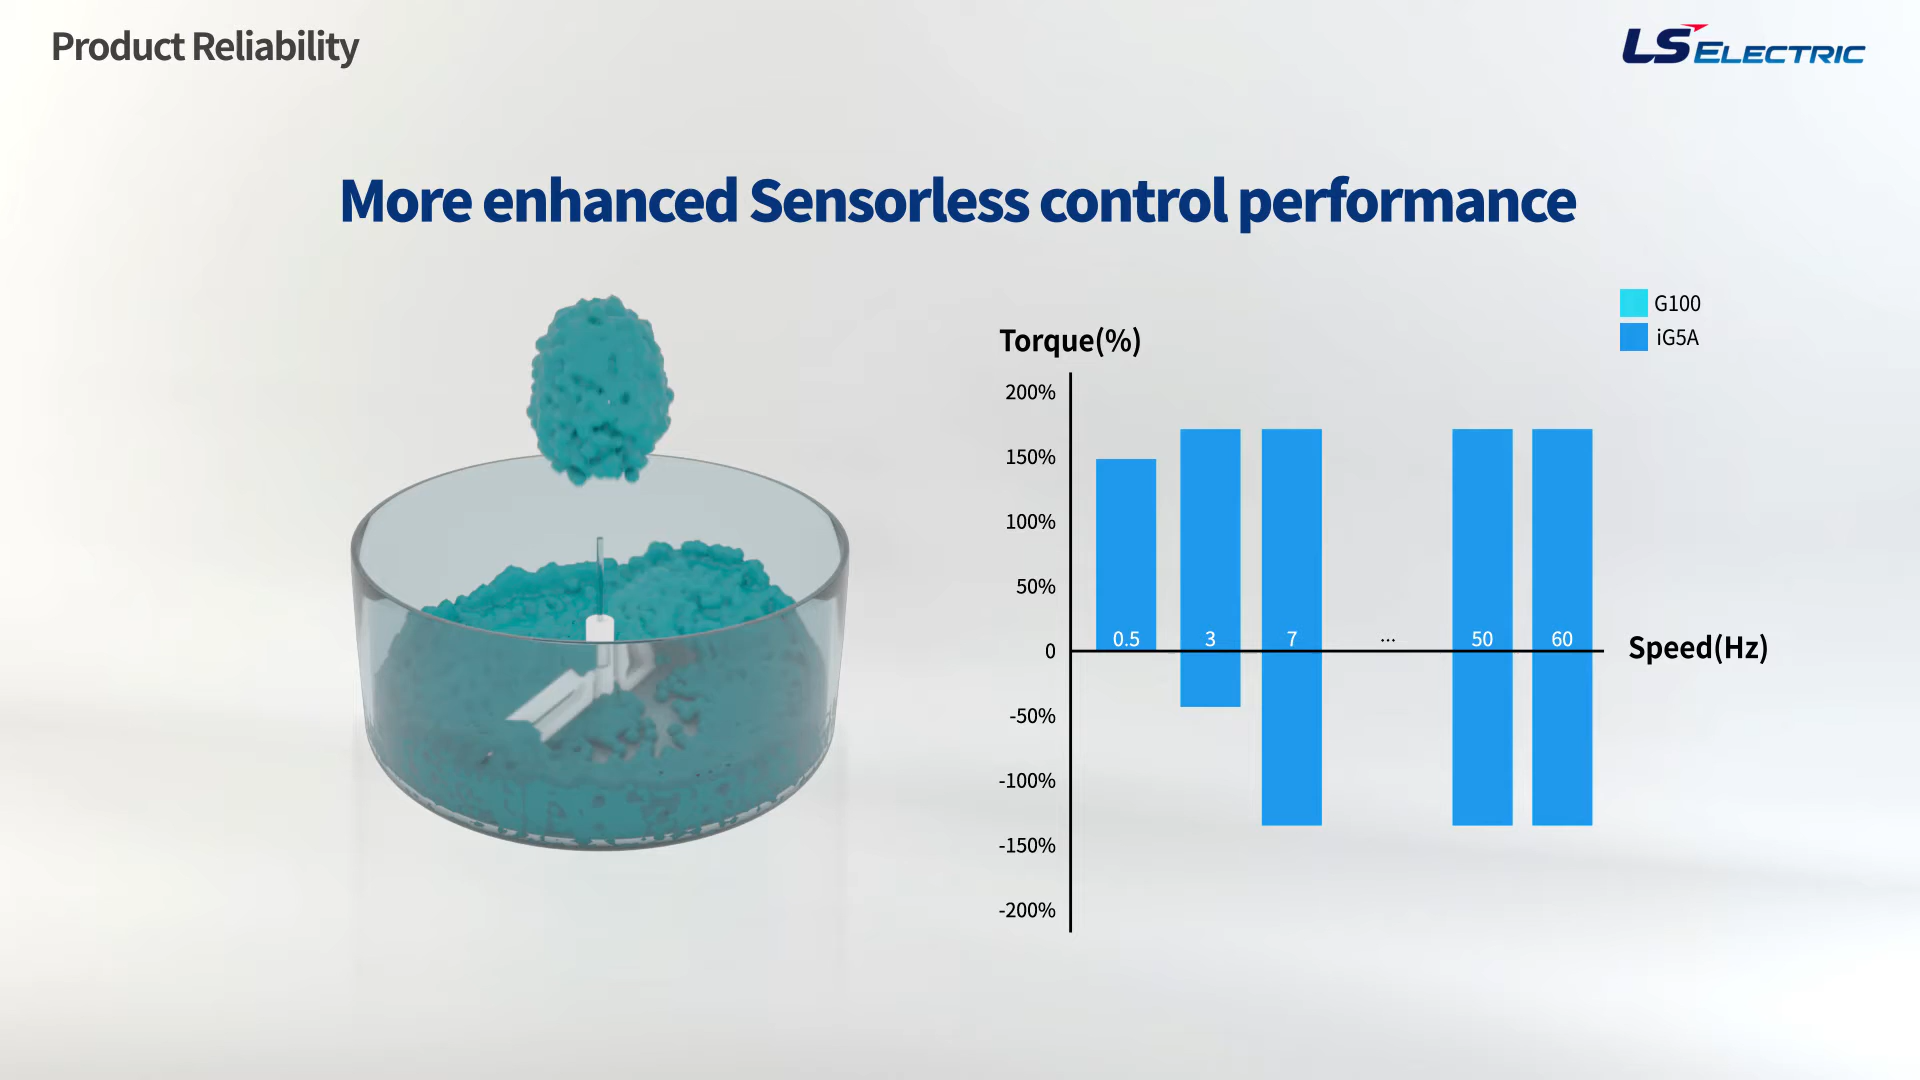 Product Reliability
LS ELECTRIC
More enhanced Sensorless control performance
G100
iG5A
Torque(%)
200%
150%
100%
50%
0
-50%
-100%
-150%
-200%
0.5 3 7 ... 50 60
Speed(Hz)